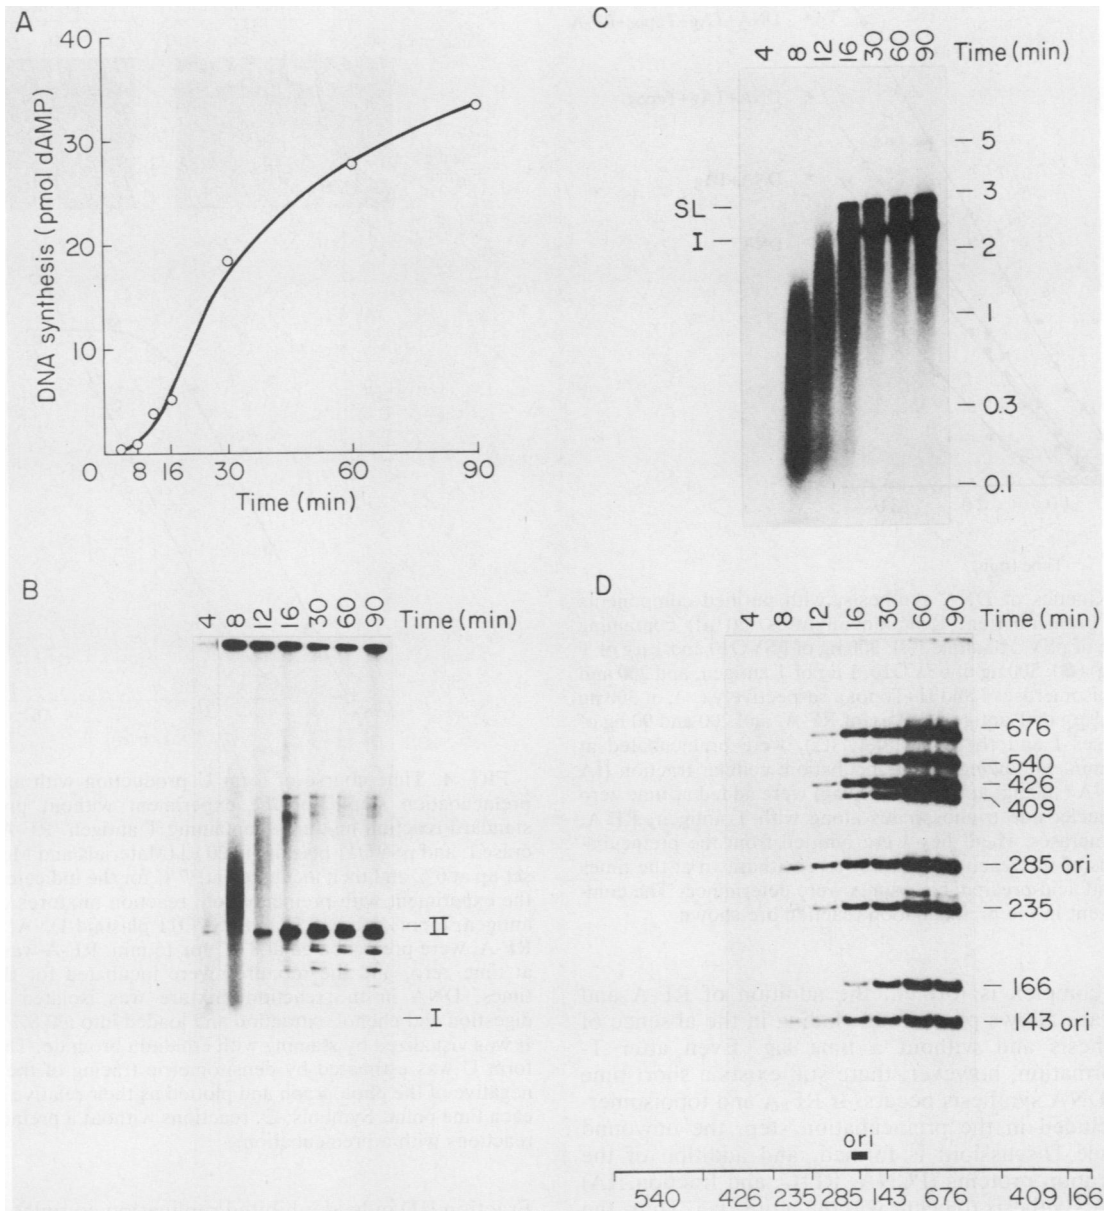 A
40
30
20
10
0
8
16
30
60
90
DNA synthesis (pmol dAMP)
Time (min)
B
4 8 12 16 30 60 90 Time (min)
II
I
C
4 8 12 16 30 60 90 Time (min)
5
3
SL
I
2
1
0.3
0.1
D
4 8 12 16 30 60 90 Time (min)
676
540
426
409
285 ori
235
166
143 ori
ori
540 426 235 285 143 676 409 166